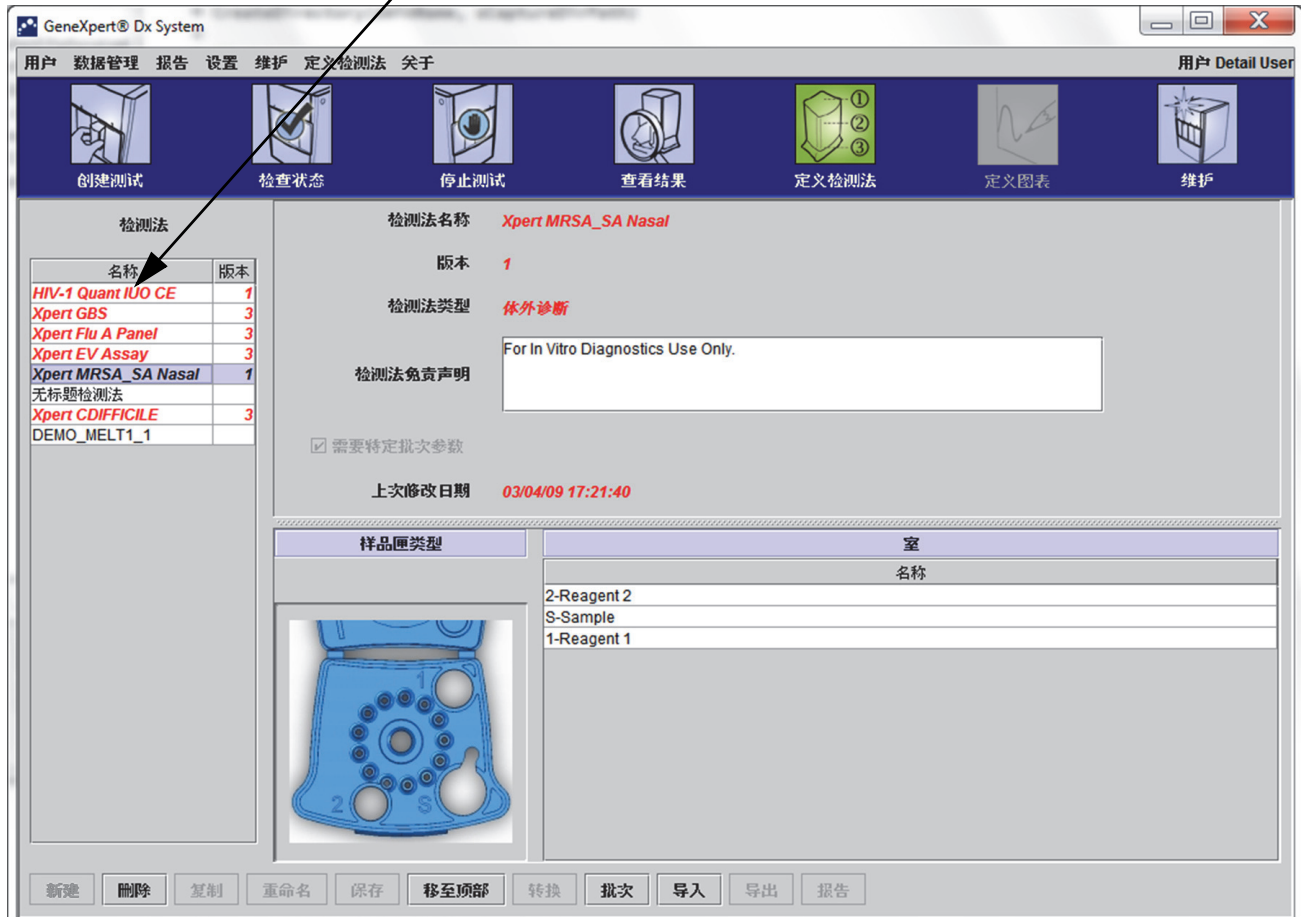 GeneXpert® Dx System
用户 数据管理 报告 设置 维护 定义检测法 关于 用户 Detail User
创建测试 检查状态 停止测试 查看结果 ① ② ③ 定义检测法 定义图表 维护
检测法
名称 版本
HIV-1 Quant IUO CE 1
Xpert GBS 3
Xpert Flu A Panel 3
Xpert EV Assay 3
Xpert MRSA_SA Nasal 1
无标题检测法
Xpert CDIFFICILE 3
DEMO_MELT1_1
检测法名称 Xpert MRSA_SA Nasal
版本 1
检测法类型 体外诊断
检测法免责声明 For In Vitro Diagnostics Use Only.
需要特定批次参数
上次修改日期 03/04/09 17:21:40
样品匣类型 室
名称
2-Reagent 2
S-Sample
1-Reagent 1
1
2 S
新建 删除 复制 重命名 保存 移至顶部 转换 批次 导入 导出 报告